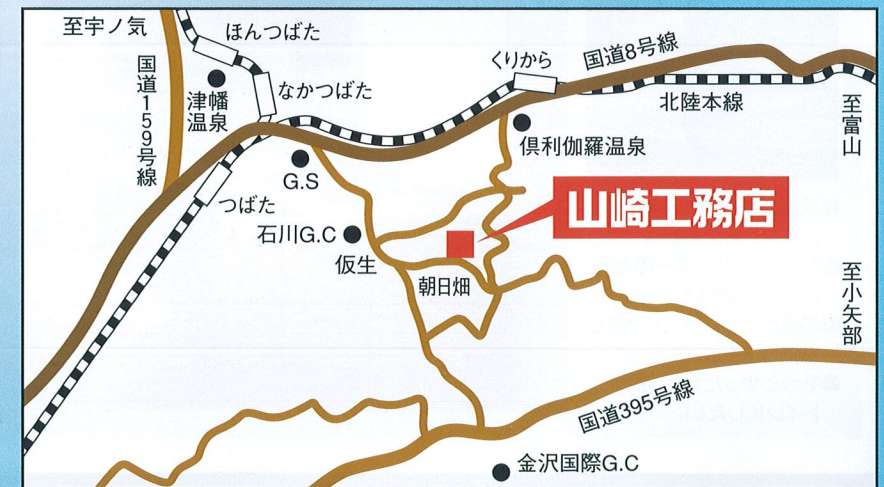 至宇ノ気
ほんつばた
国道159号線
津幡
温泉
なかつばた
くりから
国道8号線
北陸本線
至富山
倶利伽羅温泉
G.S
つばた
山崎工務店
石川G.C
仮生
朝日畑
至小矢部
国道395号線
金沢国際G.C